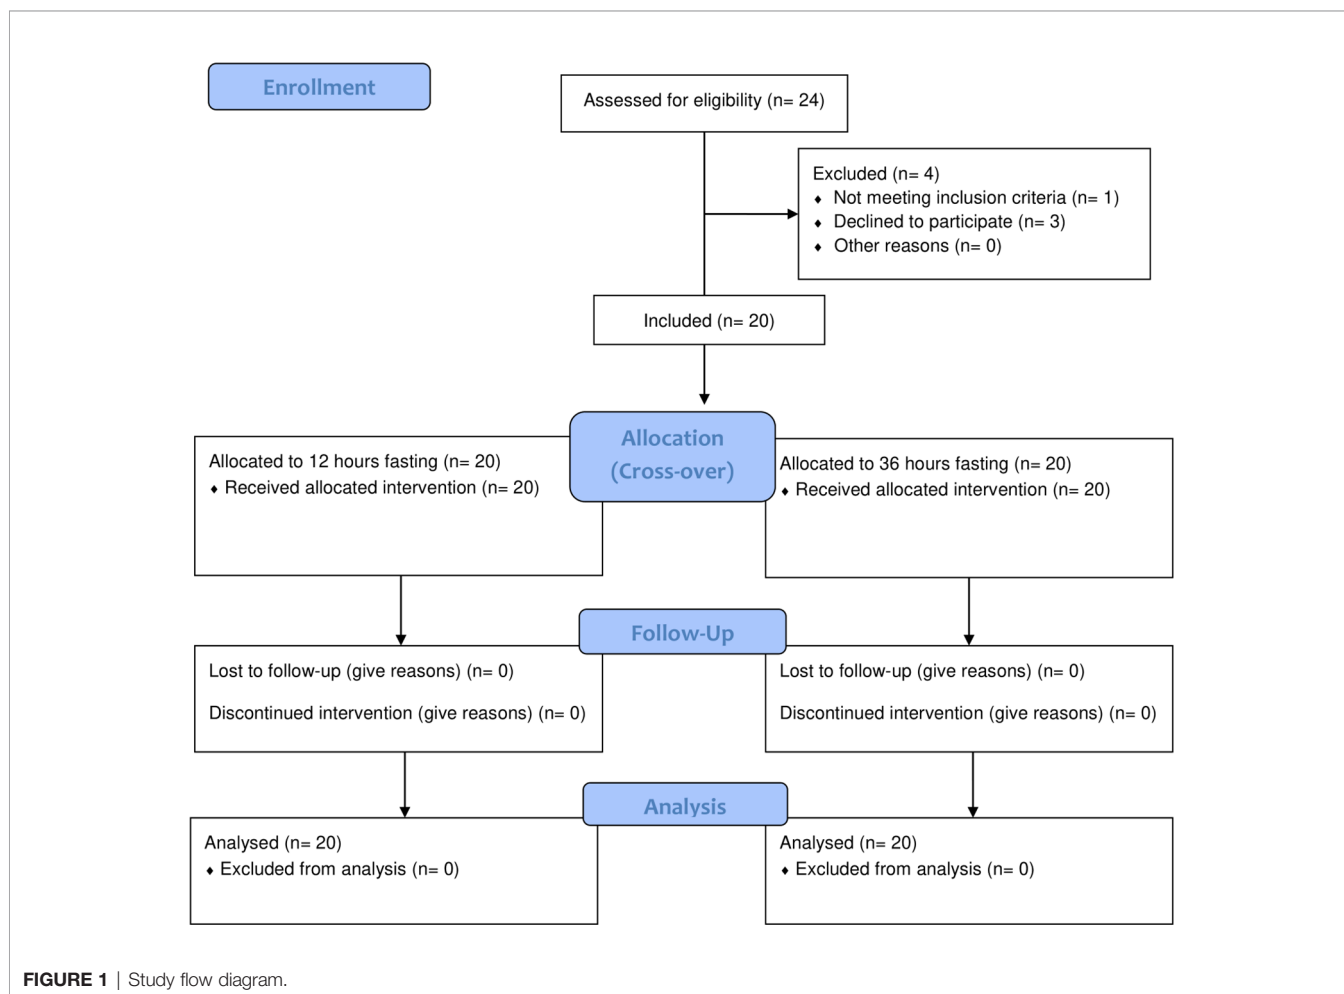 Enrollment
Assessed for eligibility (n= 24)
Excluded (n= 4)
♦ Not meeting inclusion criteria (n= 1)
♦ Declined to participate (n= 3)
♦ Other reasons (n= 0)
Included (n= 20)
Allocation
(Cross-over)
Allocated to 12 hours fasting (n= 20)
♦ Received allocated intervention (n= 20)
Allocated to 36 hours fasting (n= 20)
♦ Received allocated intervention (n= 20)
Follow-Up
Lost to follow-up (give reasons) (n= 0)
Discontinued intervention (give reasons) (n= 0)
Lost to follow-up (give reasons) (n= 0)
Discontinued intervention (give reasons) (n= 0)
Analysis
Analysed (n= 20)
♦ Excluded from analysis (n= 0)
Analysed (n= 20)
♦ Excluded from analysis (n= 0)
FIGURE 1 | Study flow diagram.